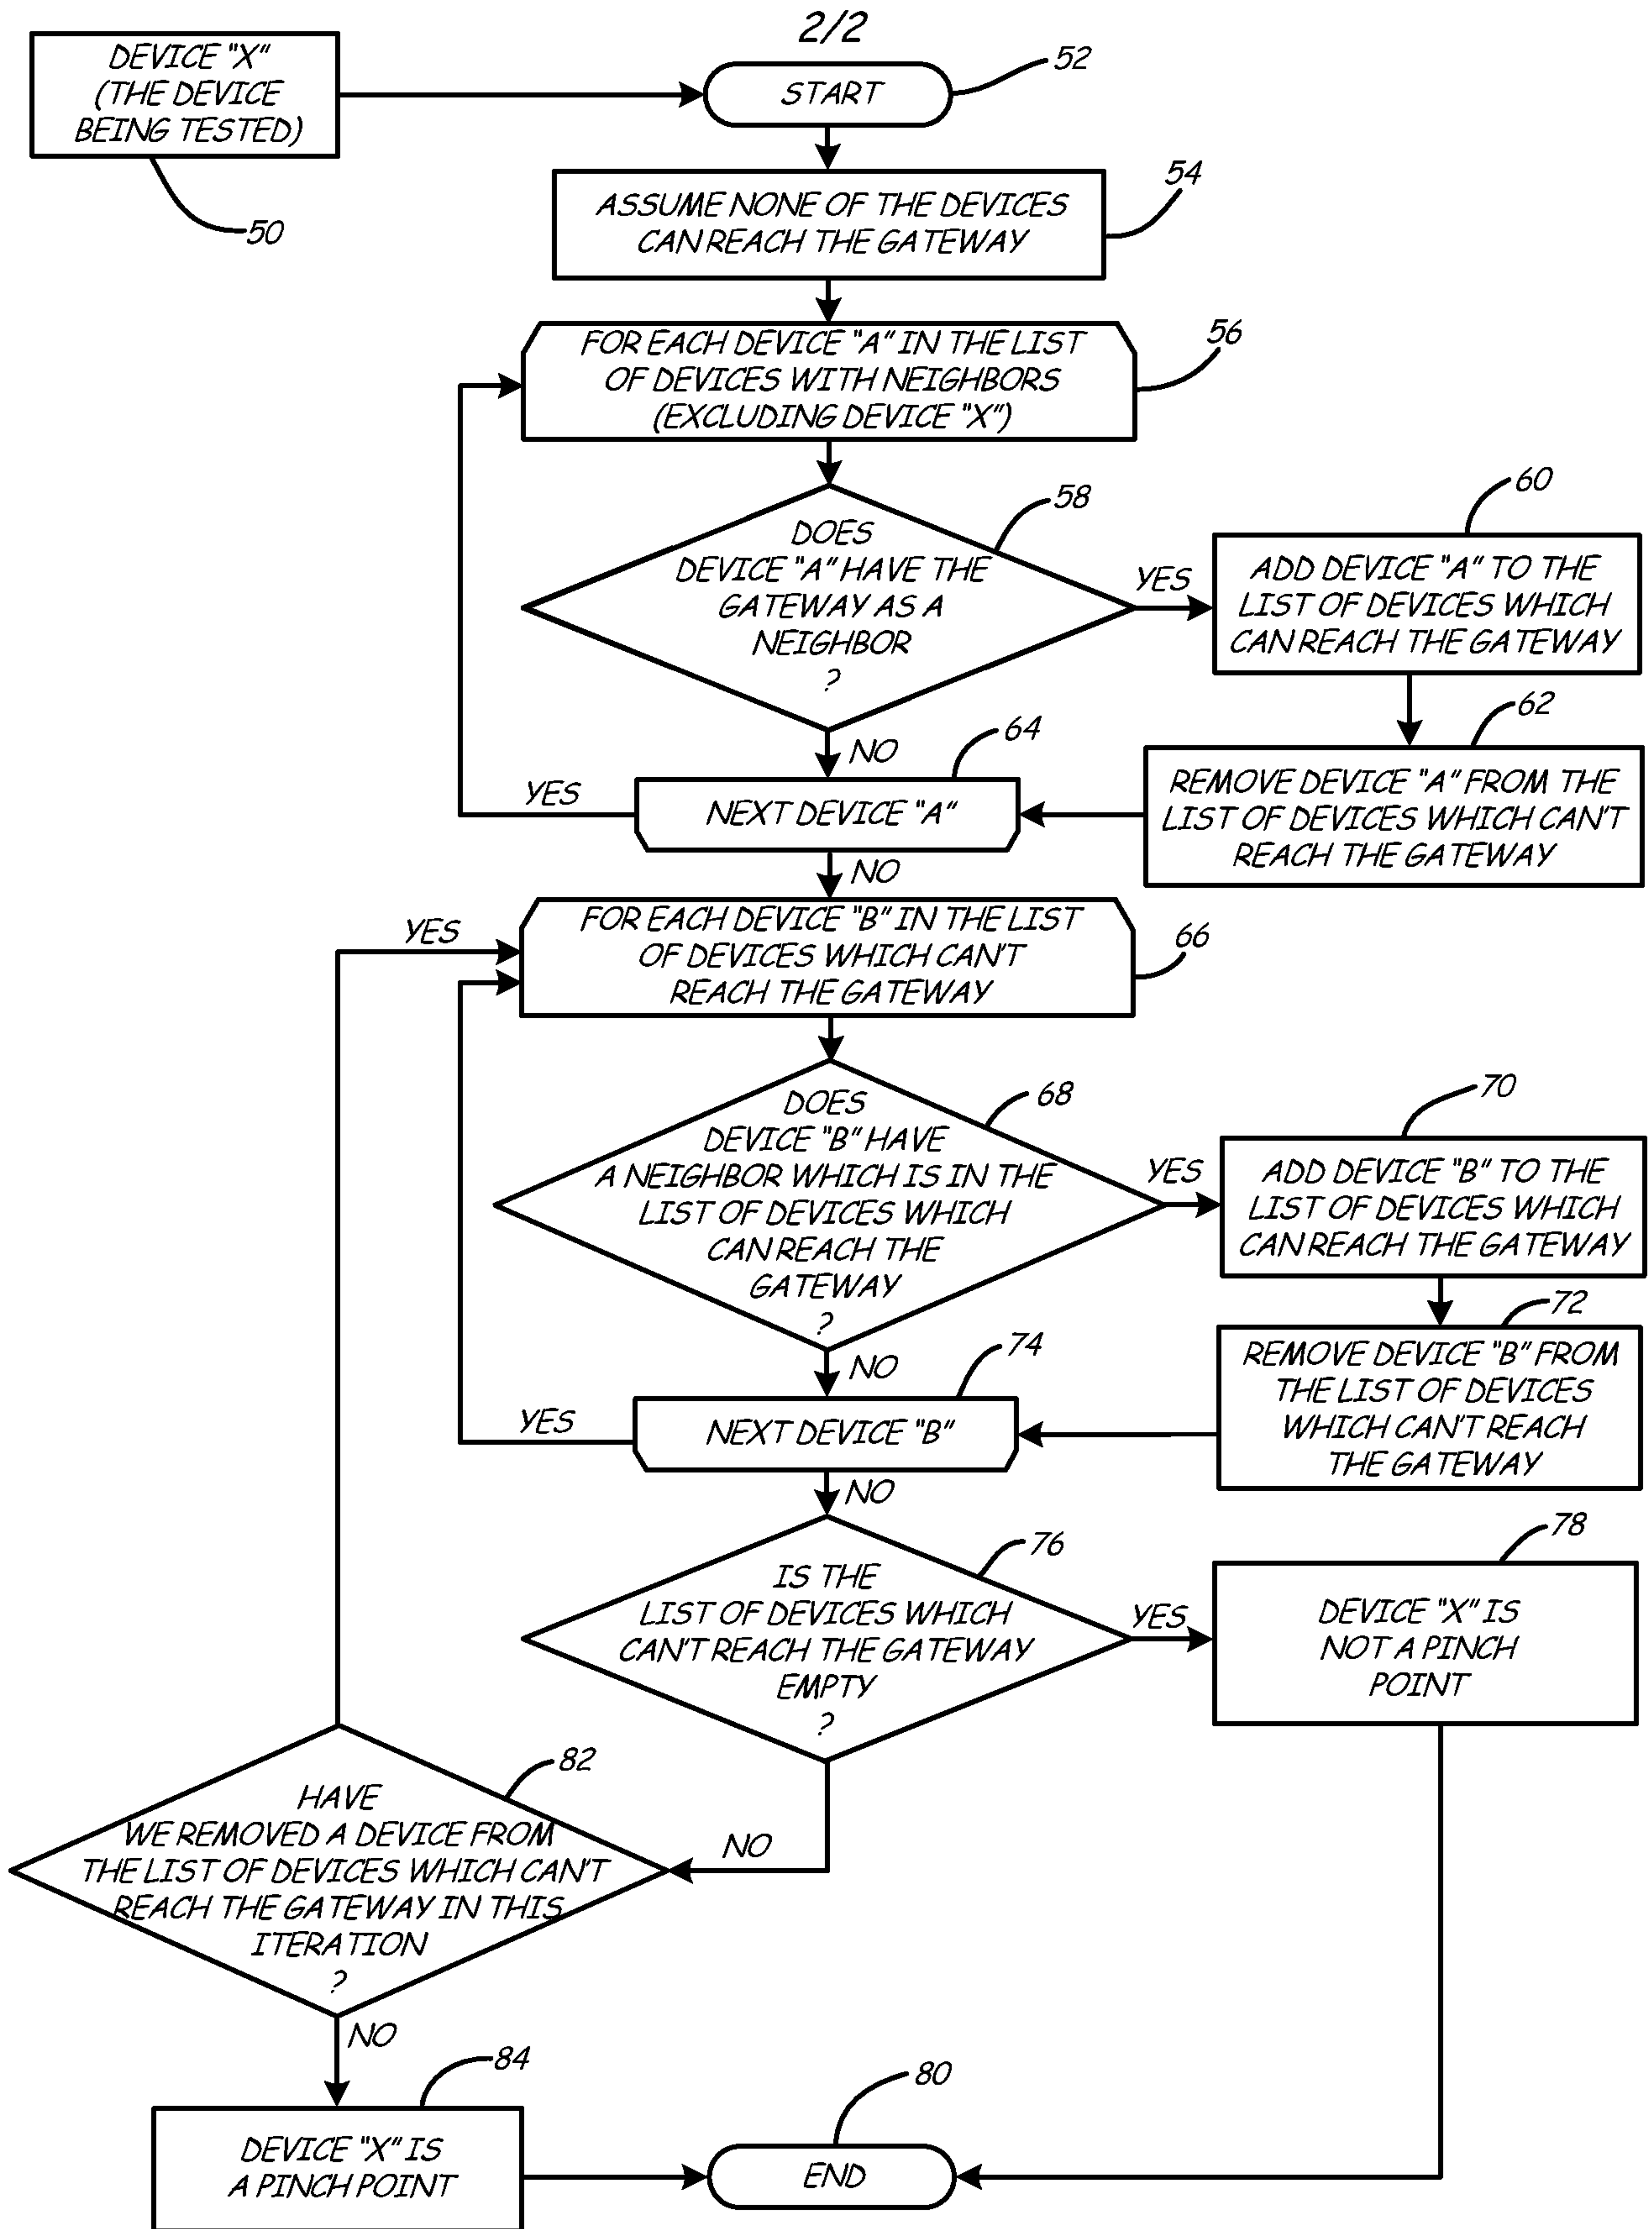 2/2
DEVICE "X"
(THE DEVICE
BEING TESTED)
50
START
52
ASSUME NONE OF THE DEVICES
CAN REACH THE GATEWAY
54
FOR EACH DEVICE "A" IN THE LIST
OF DEVICES WITH NEIGHBORS
(EXCLUDING DEVICE "X")
56
DOES
DEVICE "A" HAVE THE
GATEWAY AS A
NEIGHBOR
?
58
YES
ADD DEVICE "A" TO THE
LIST OF DEVICES WHICH
CAN REACH THE GATEWAY
60
REMOVE DEVICE "A" FROM THE
LIST OF DEVICES WHICH CAN'T
REACH THE GATEWAY
62
NO
NEXT DEVICE "A"
64
YES
NO
FOR EACH DEVICE "B" IN THE LIST
OF DEVICES WHICH CAN'T
REACH THE GATEWAY
66
YES
DOES
DEVICE "B" HAVE
A NEIGHBOR WHICH IS IN THE
LIST OF DEVICES WHICH
CAN REACH THE
GATEWAY
?
68
YES
ADD DEVICE "B" TO THE
LIST OF DEVICES WHICH
CAN REACH THE GATEWAY
70
REMOVE DEVICE "B" FROM
THE LIST OF DEVICES
WHICH CAN'T REACH
THE GATEWAY
72
NO
NEXT DEVICE "B"
74
YES
NO
IS THE
LIST OF DEVICES WHICH
CAN'T REACH THE GATEWAY
EMPTY
?
76
YES
DEVICE "X" IS
NOT A PINCH
POINT
78
NO
HAVE
WE REMOVED A DEVICE FROM
THE LIST OF DEVICES WHICH CAN'T
REACH THE GATEWAY IN THIS
ITERATION
?
82
NO
DEVICE "X" IS
A PINCH POINT
84
END
80